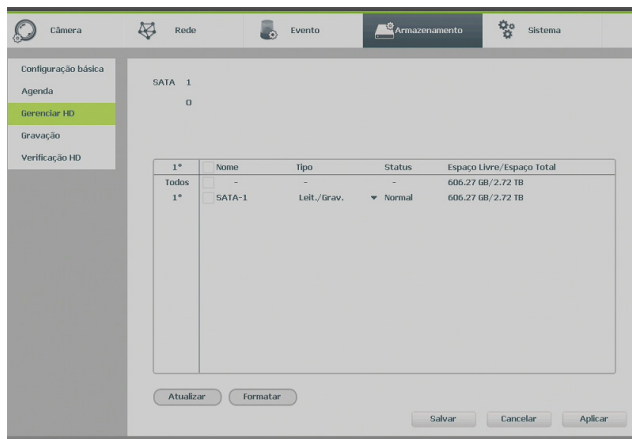 Câmera Rede Evento Armazenamento Sistema
Configuração básica
Agenda
Gerenciar HD
Gravação
Verificação HD
SATA 1
O
1* Nome Tipo Status Espaço Livre/Espaço Total
Todos - - - 606.27 GB/2.72 TB
1* SATA-1 Leit./Grav. Normal 606.27 GB/2.72 TB
Atualizar Formatar
Salvar Cancelar Aplicar